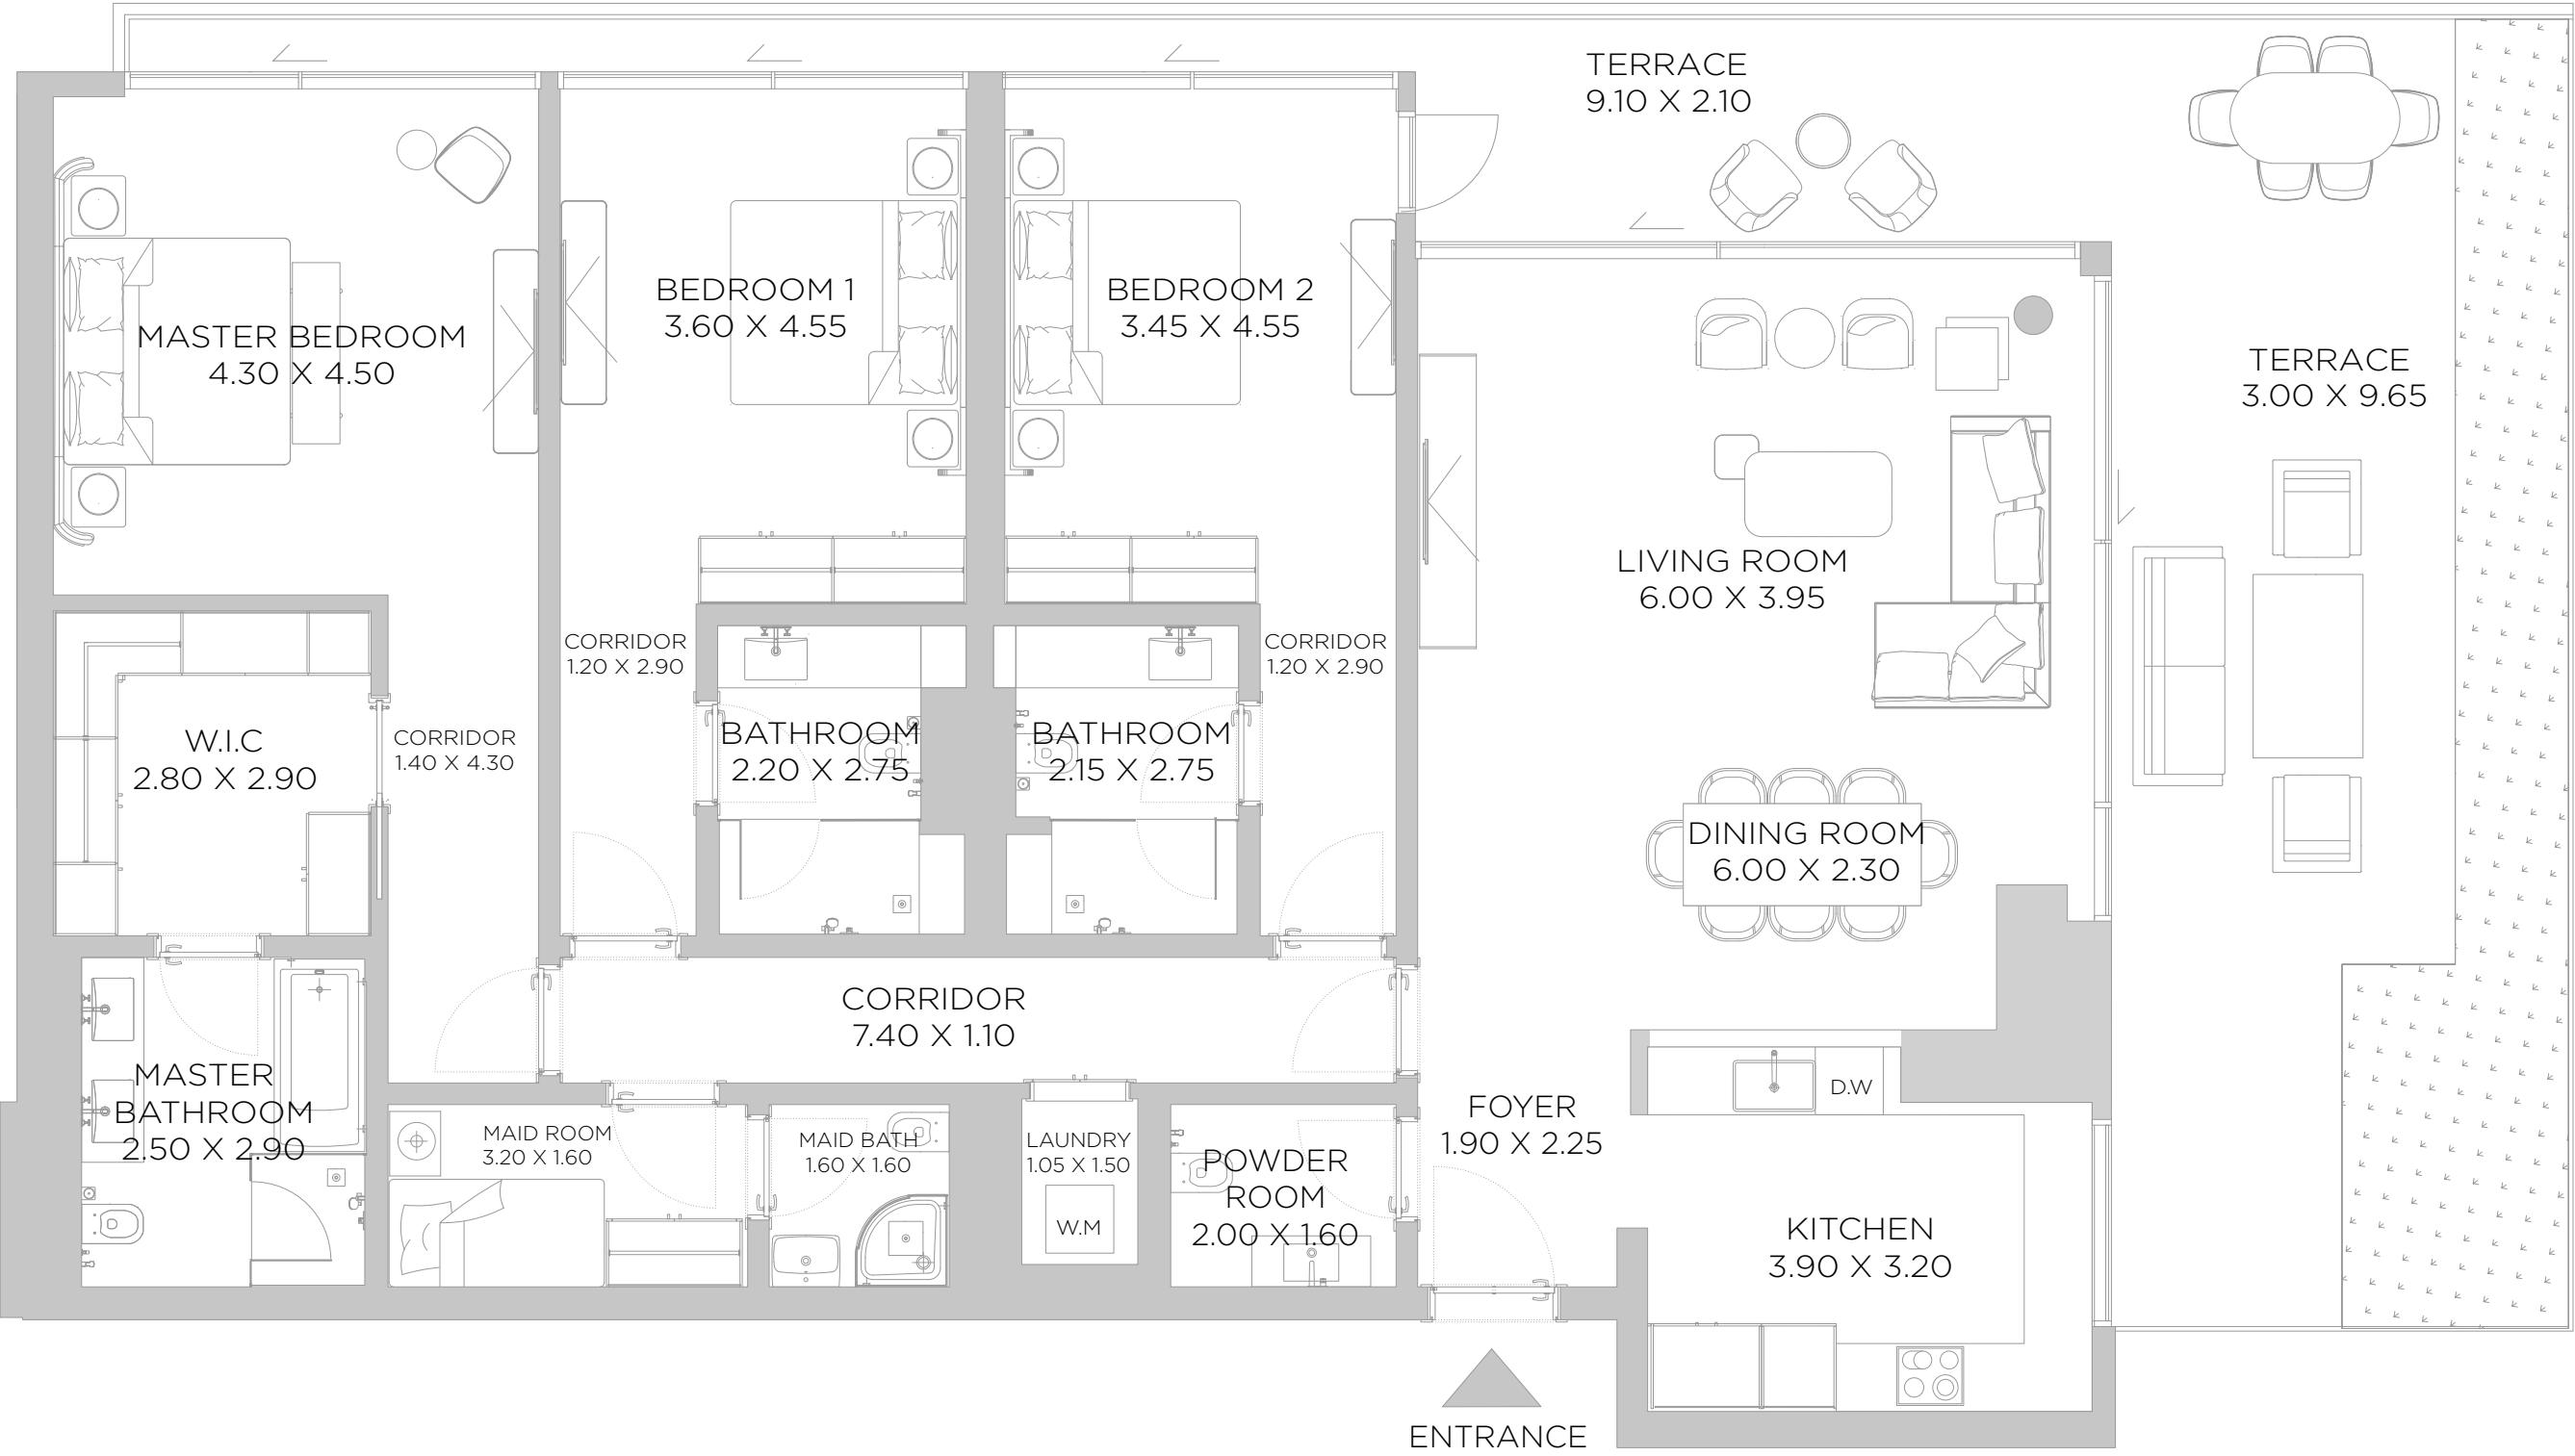 TERRACE
9.10 X 2.10
BEDROOM 1
3.60 X 4.55
BEDROOM 2
3.45 X 4.55
MASTER BEDROOM
4.30 X 4.50
TERRACE
3.00 X 9.65
LIVING ROOM
6.00 X 3.95
CORRIDOR
1.20 X 2.90
CORRIDOR
1.20 X 2.90
W.I.C
2.80 X 2.90
CORRIDOR
1.40 X 4.30
BATHROOM
2.20 X 2.75
BATHROOM
2.15 X 2.75
DINING ROOM
6.00 X 2.30
CORRIDOR
7.40 X 1.10
MASTER
BATHROOM
2.50 X 2.90
MAID ROOM
3.20 X 1.60
MAID BATH
1.60 X 1.60
LAUNDRY
1.05 X 1.50
W.M
POWDER
ROOM
2.00 X 1.60
FOYER
1.90 X 2.25
D.W
KITCHEN
3.90 X 3.20
ENTRANCE